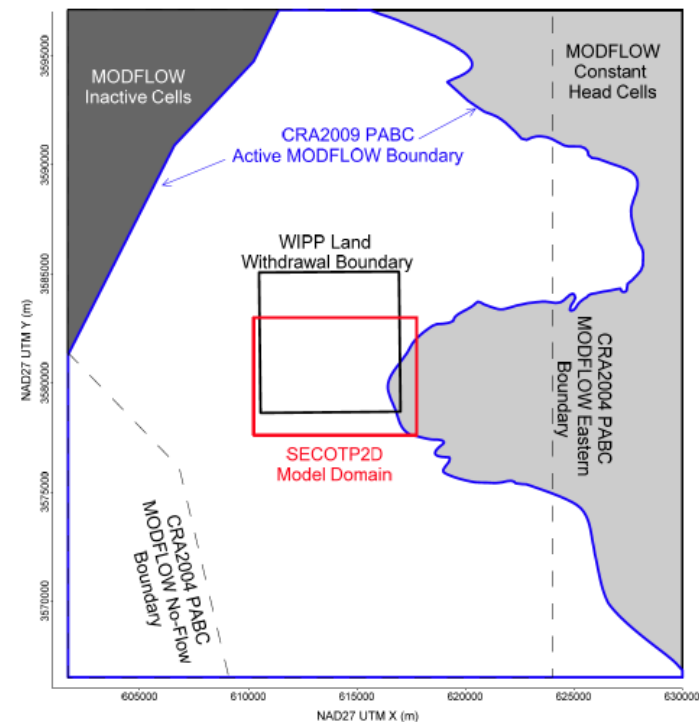 MODFLOW
Inactive Cells
MODFLOW
Constant
Head Cells
CRA2009 PABC
Active MODFLOW Boundary
WIPP Land
Withdrawal Boundary
SECOTP2D
Model Domain
CRA2004 PABC
MODFLOW Eastern
Boundary
CRA2004 PABC
MODFLOW No-Flow
Boundary
NAD27 UTM Y (m)
3595000
3590000
3585000
3580000
3575000
3570000
605000
610000
615000
620000
625000
630000
NAD27 UTM X (m)